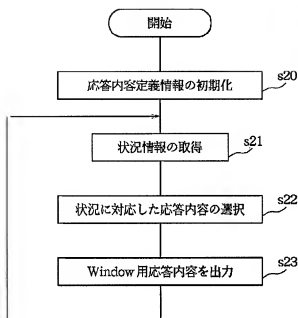 開始
応答内容定義情報の初期化 s20
状況情報の取得 s21
状況に対応した応答内容の選択 s22
Window用応答内容を出力 s23